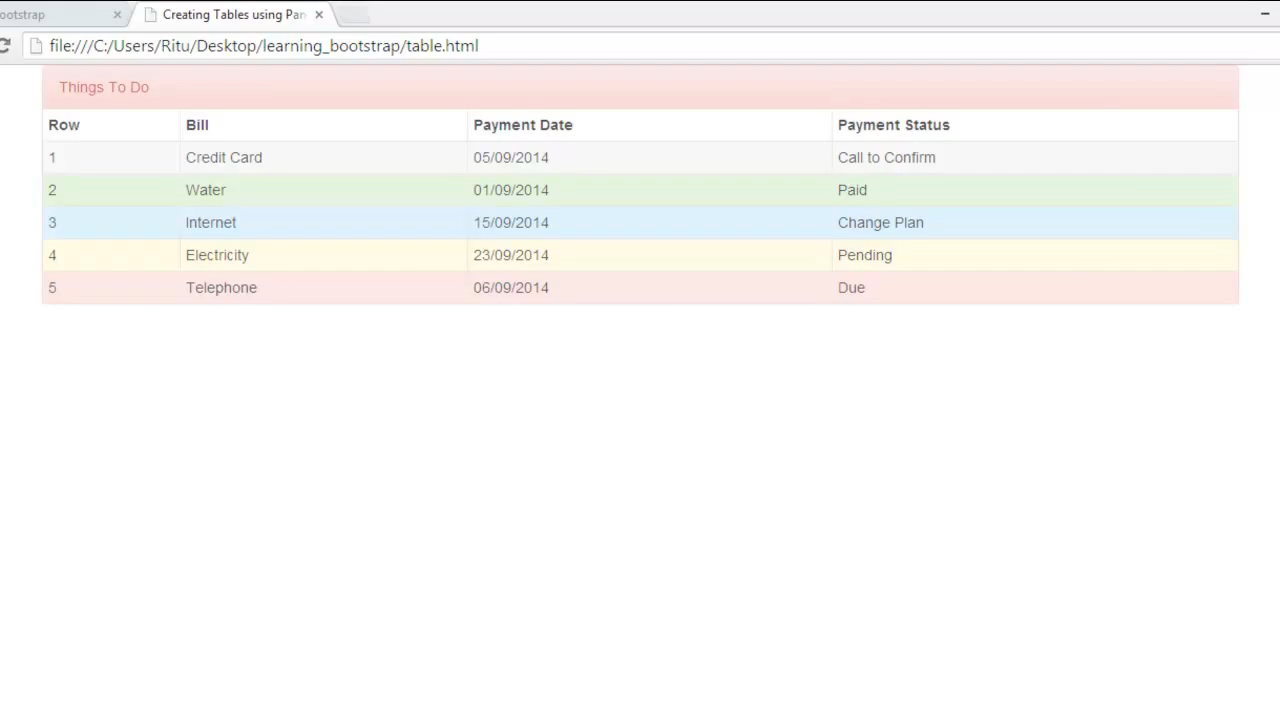 ootstrap
Creating Tables using Pan
file:///C:/Users/Ritu/Desktop/learning_bootstrap/table.html
Things To Do
Row Bill Payment Date Payment Status
1 Credit Card 05/09/2014 Call to Confirm
2 Water 01/09/2014 Paid
3 Internet 15/09/2014 Change Plan
4 Electricity 23/09/2014 Pending
5 Telephone 06/09/2014 Due